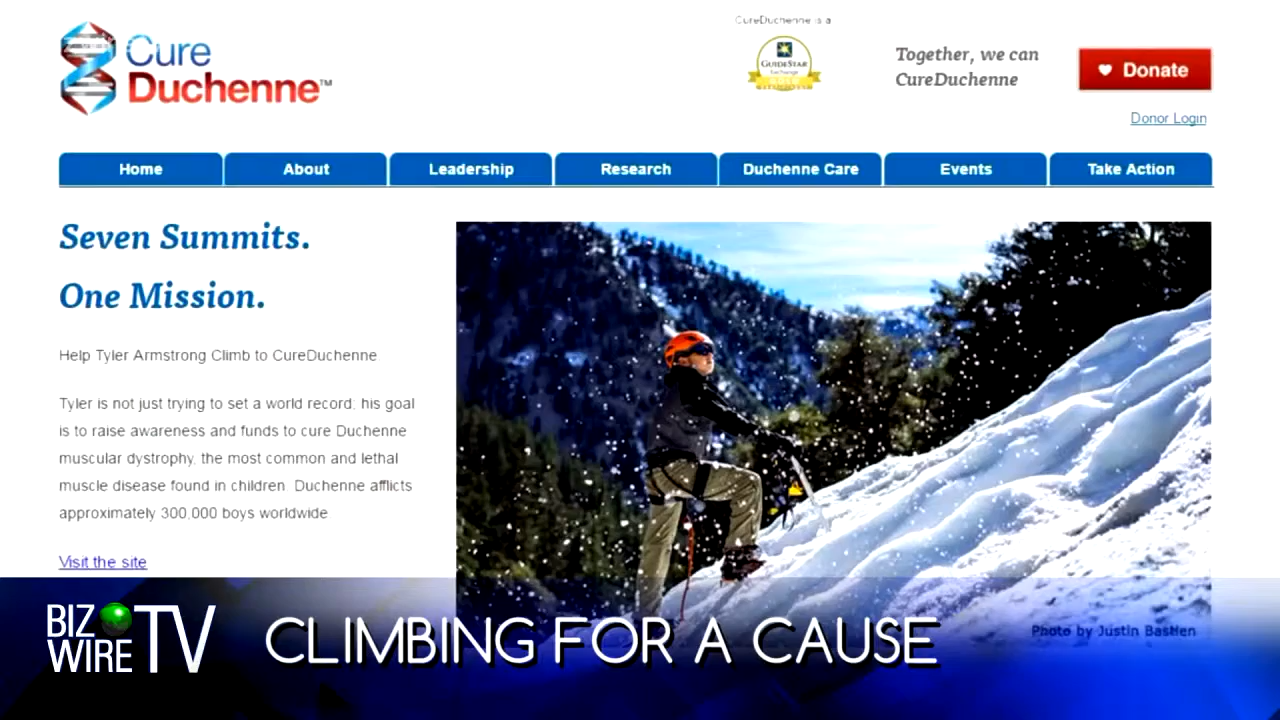 CureDuchenne is a
Cure
Duchenne™
GUIDESTAR
Exchange
Together, we can
CureDuchenne
Donate
Donor Login
Home
About
Leadership
Research
Duchenne Care
Events
Take Action
Seven Summits.
One Mission.
Help Tyler Armstrong Climb to CureDuchenne
Tyler is not just trying to set a world record; his goal
is to raise awareness and funds to cure Duchenne
muscular dystrophy, the most common and lethal
muscle disease found in children. Duchenne afflicts
approximately 300,000 boys worldwide
Visit the site
Photo by Justin Bastien
BIZ
WIRE TV
CLIMBING FOR A CAUSE